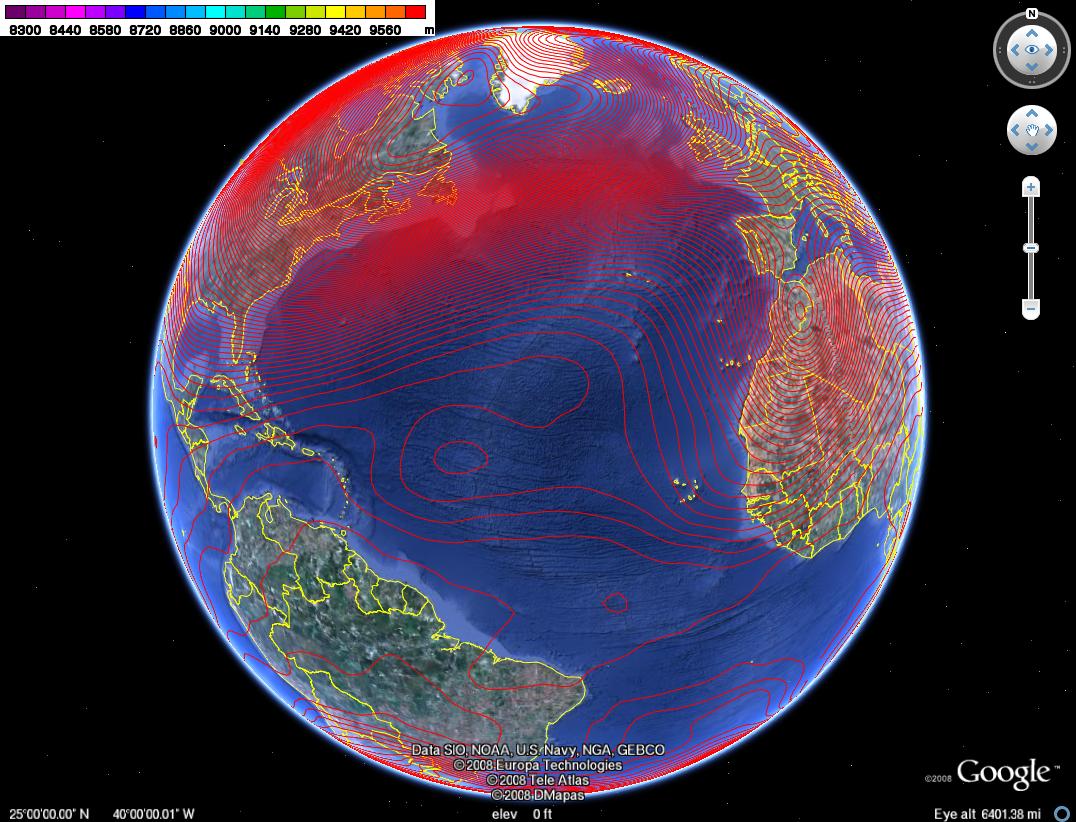 8300 8440 8580 8720 8860 9000 9140 9280 9420 9560 m
N
Data SIO, NOAA, U.S. Navy, NGA, GEBCO
©2008 Europa Technologies
©2008 Tele Atlas
©2008 DMapas
©2008 Google™
25°00'00.00" N 40°00'00.01" W elev 0 ft Eye alt 6401.38 mi